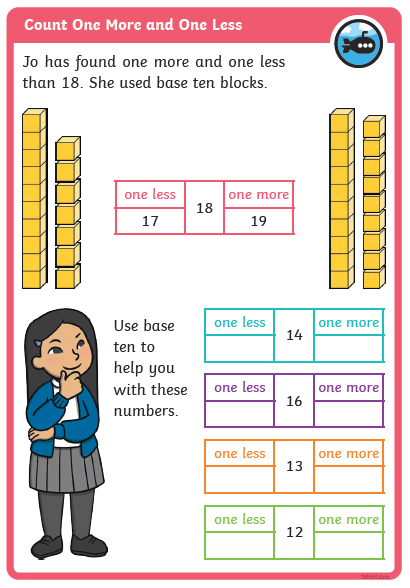 Count One More and One Less
Jo has found one more and one less
than 18. She used base ten blocks.
one less 18 one more
17 19
Use base
ten to
help you
with these
numbers.
one less 14 one more
one less 16 one more
one less 13 one more
one less 12 one more